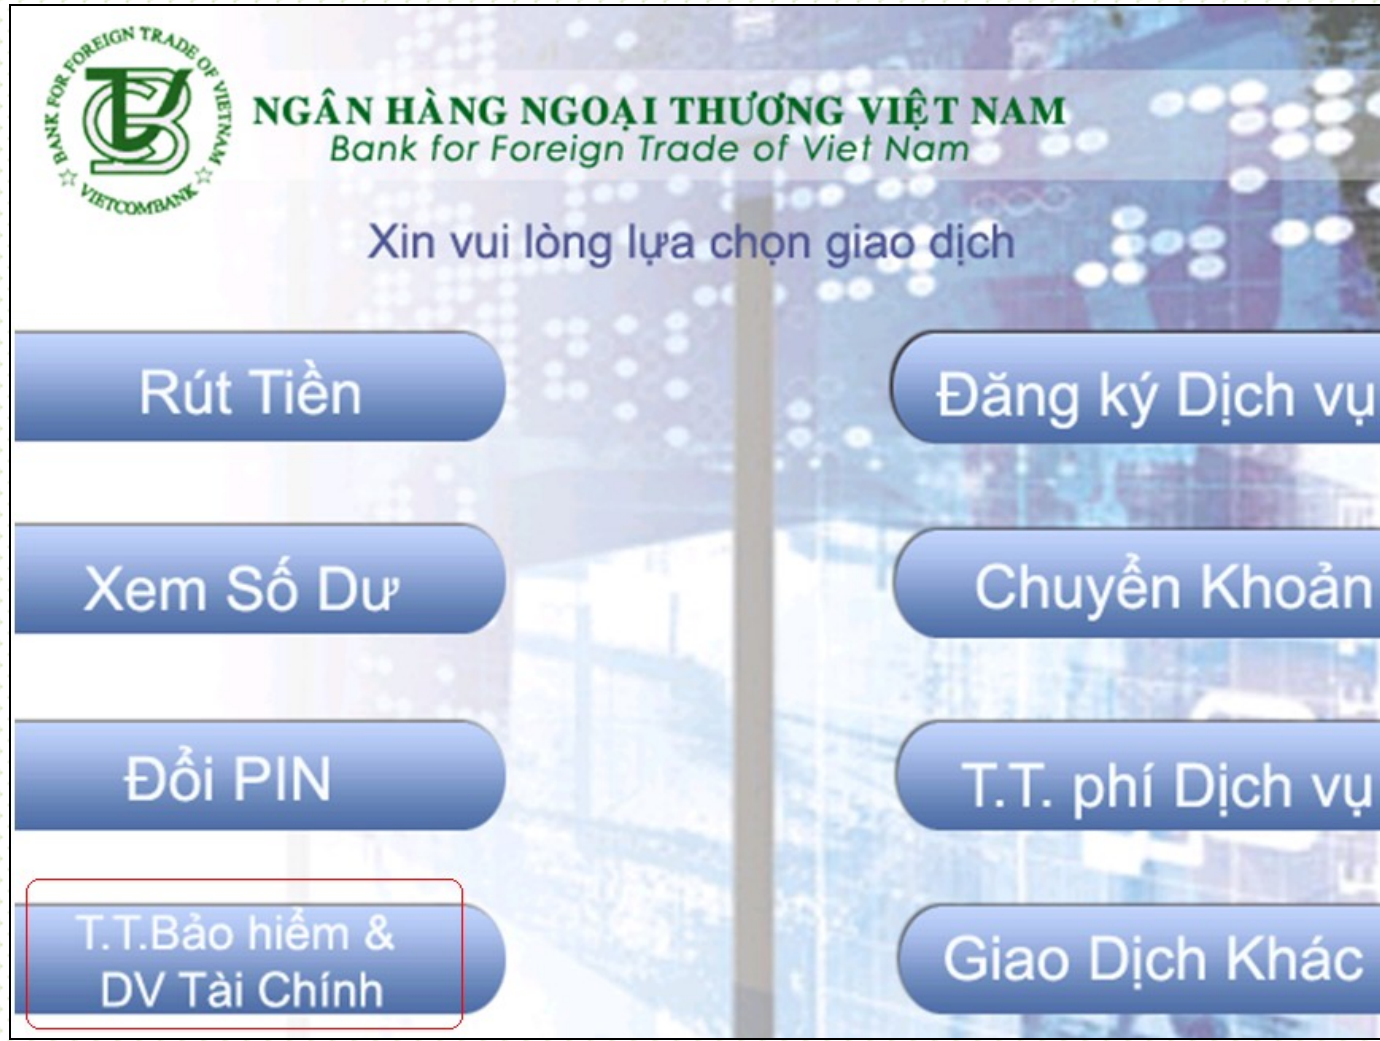 BANK FOR FOREIGN TRADE OF VIETNAM
VIETCOMBANK
NGÂN HÀNG NGOẠI THƯƠNG VIỆT NAM
Bank for Foreign Trade of Viet Nam
Xin vui lòng lựa chọn giao dịch
Rút Tiền
Đăng ký Dịch vụ
Xem Số Dư
Chuyển Khoản
Đổi PIN
T.T. phí Dịch vụ
T.T.Bảo hiểm &
DV Tài Chính
Giao Dịch Khác